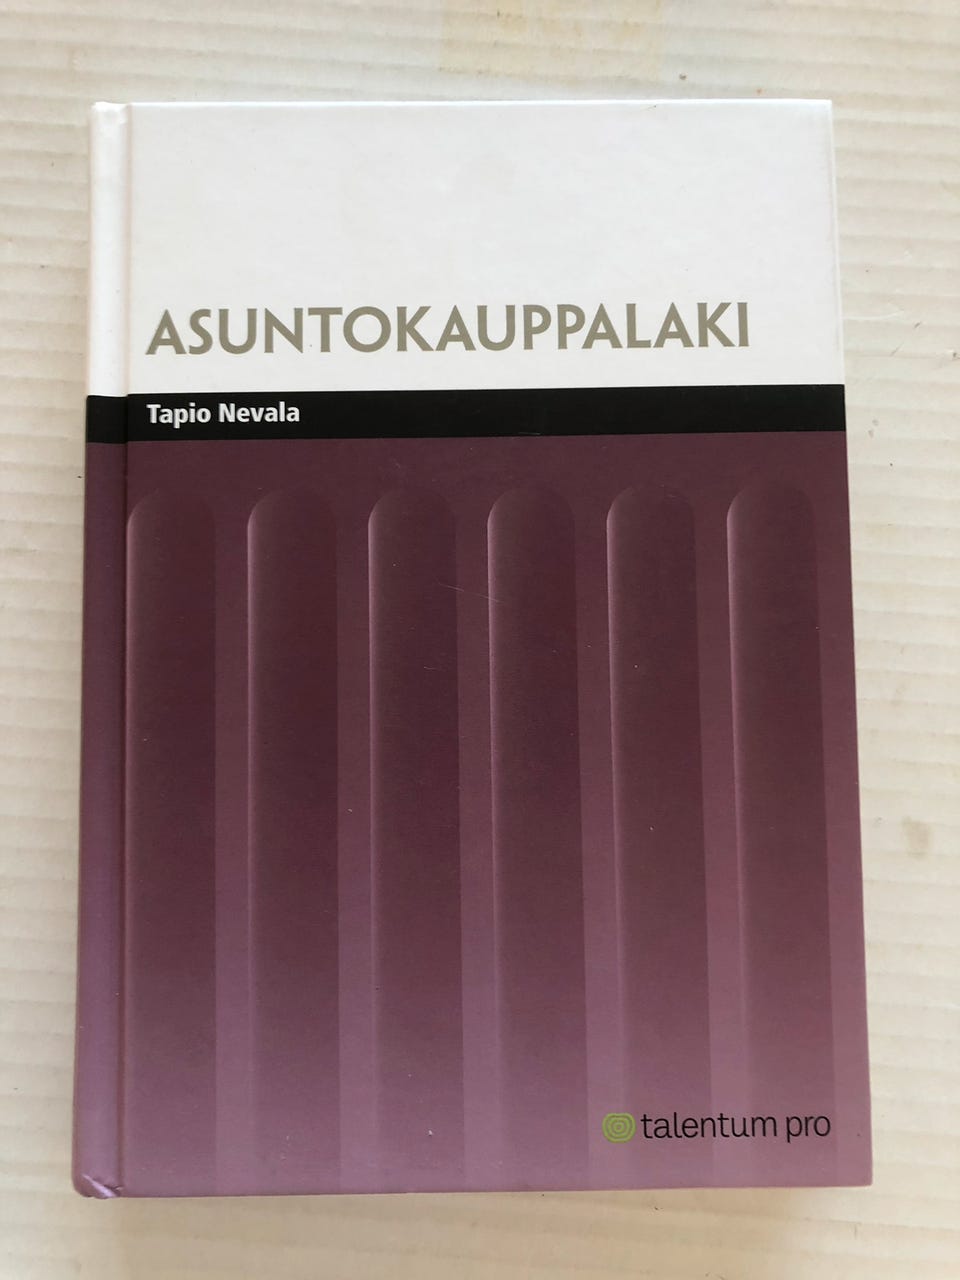 ASUNTOKAUPPALAKI
Tapio Nevala
talentum pro